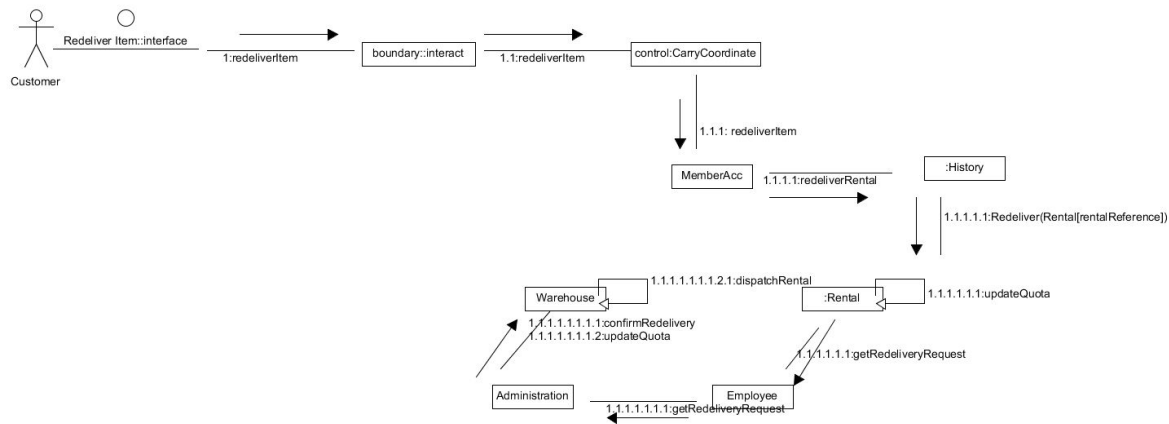 Redeliver Item::interface
1:redeliverItem
boundary::interact
1.1:redeliverItem
control:CarryCoordinate
Customer
1.1.1: redeliverItem
MemberAcc
1.1.1.1:redeliverRental
:History
1.1.1.1.1:Redeliver(Rental[rentalReference])
Warehouse
1.1.1.1.1.1.1.2.1:dispatchRental
:Rental
1.1.1.1.1.1:updateQuota
1.1.1.1.1.1.1.1:confirmRedelivery
1.1.1.1.1.1.1.2:updateQuota
1.1.1.1.1.1:getRedeliveryRequest
Administration
Employee
1.1.1.1.1.1.1:getRedeliveryRequest